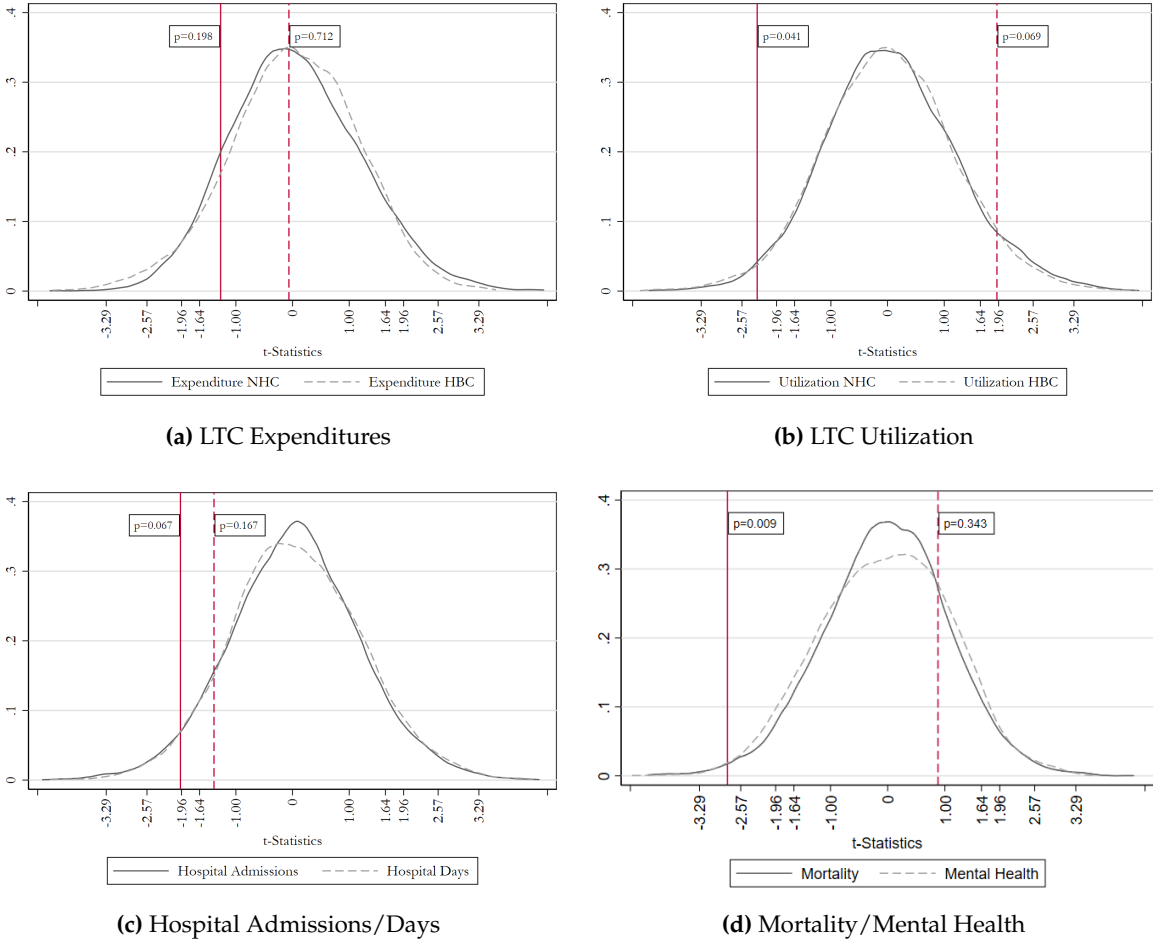 .4
.3
.2
.1
0
p=0.198
p=0.712
-3.29
-2.57
-1.96
-1.64
-1.00
0
1.00
1.64
1.96
2.57
3.29
t-Statistics
Expenditure NHC
Expenditure HBC
(a) LTC Expenditures
.4
.3
.2
.1
0
p=0.041
p=0.069
-3.29
-2.57
-1.96
-1.64
-1.00
0
1.00
1.64
1.96
2.57
3.29
t-Statistics
Utilization NHC
Utilization HBC
(b) LTC Utilization
.4
.3
.2
.1
0
p=0.067
p=0.167
-3.29
-2.57
-1.96
-1.64
-1.00
0
1.00
1.64
1.96
2.57
3.29
t-Statistics
Hospital Admissions
Hospital Days
(c) Hospital Admissions/Days
.4
.3
.2
.1
0
p=0.009
p=0.343
-3.29
-2.57
-1.96
-1.64
-1.00
0
1.00
1.64
1.96
2.57
3.29
t-Statistics
Mortality
Mental Health
(d) Mortality/Mental Health